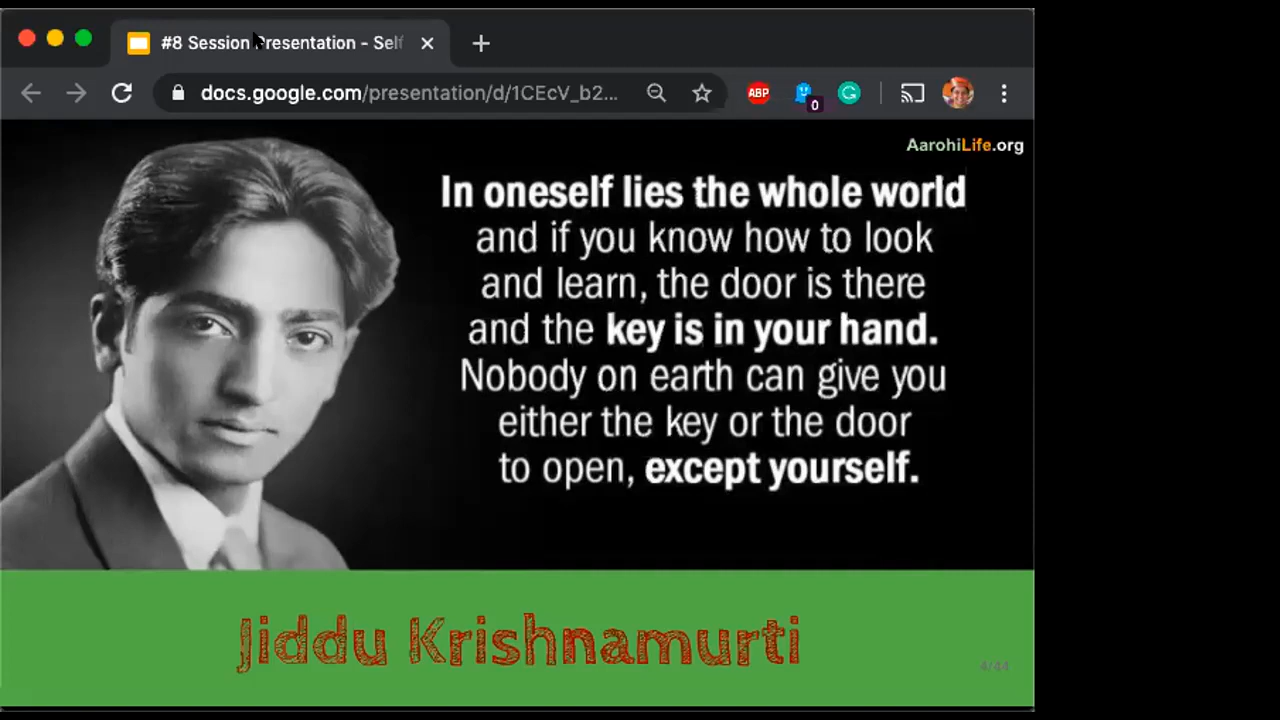 #8 Session Presentation - Self
docs.google.com/presentation/d/1CEcV_b2...
ABP
0
AarohiLife.org
In oneself lies the whole world
and if you know how to look
and learn, the door is there
and the key is in your hand.
Nobody on earth can give you
either the key or the door
to open, except yourself.
Jiddu Krishnamurti
4/44